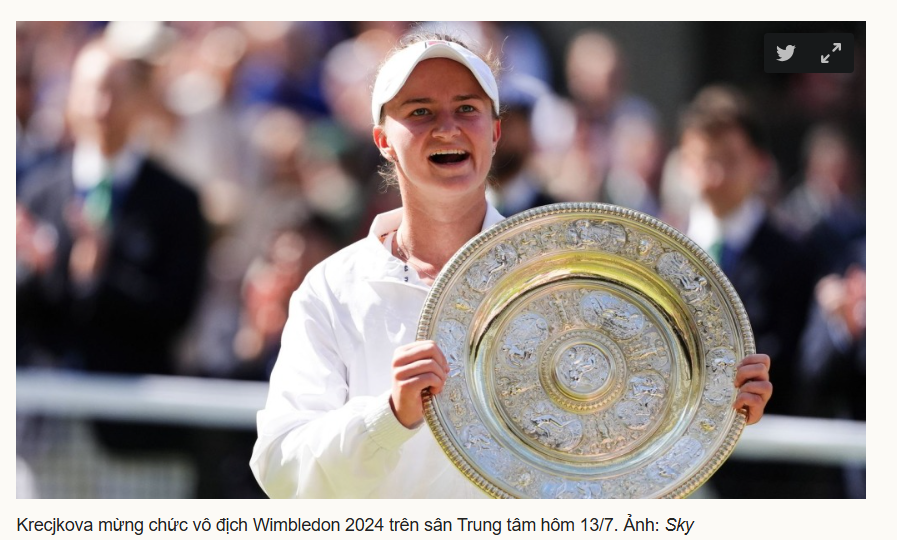 Krecjkova mừng chức vô địch Wimbledon 2024 trên sân Trung tâm hôm 13/7. Ảnh: Sky